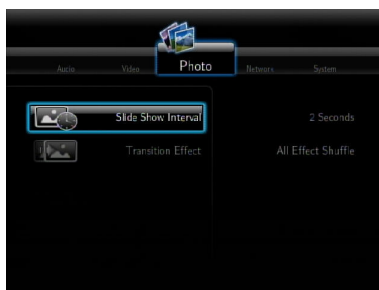 Audio Video Photo Network System
Slide Show Interval 2 Seconds
Transition Effect All Effect Shuffle